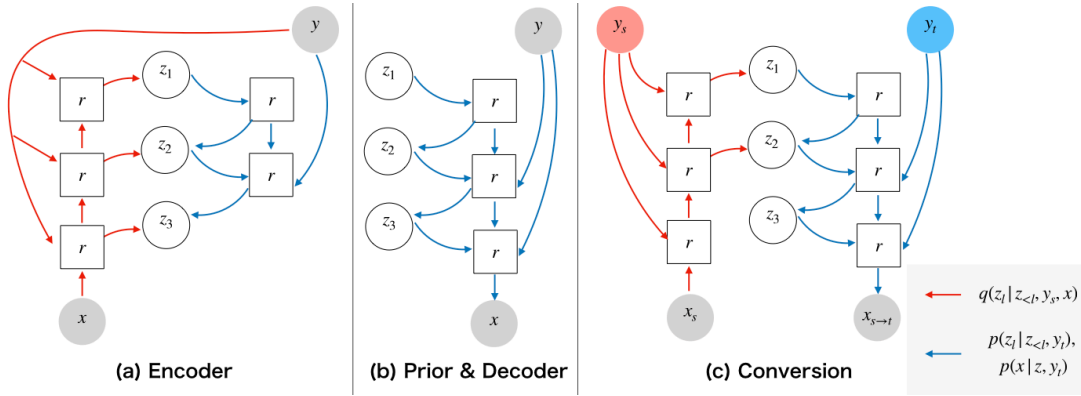 y
z₁
r
r
z₂
r
r
z₃
r
x
(a) Encoder
y
z₁
r
z₂
r
z₃
r
x
(b) Prior & Decoder
yₛ
yₜ
z₁
r
r
z₂
r
r
z₃
r
r
xₛ
xₛ→ₜ
(c) Conversion
q(zₗ|z<ₗ, yₛ, x)
p(zₗ|z<ₗ, yₜ),
p(x|z, yₜ)